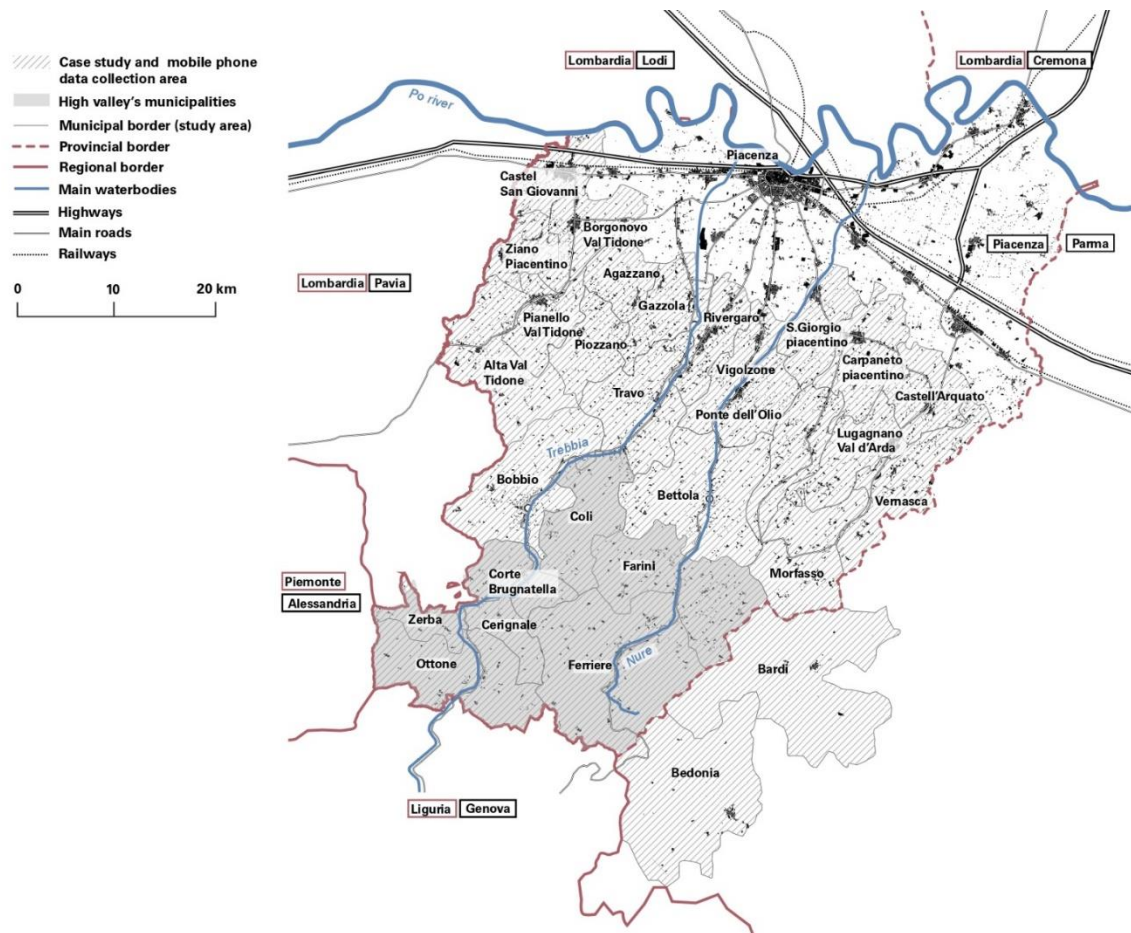 Case study and mobile phone
data collection area
High valley's municipalities
Municipal border (study area)
Provincial border
Regional border
Main waterbodies
Highways
Main roads
Railways
0 10 20 km
Lombardia Lodi
Lombardia Cremona
Po river
Piacenza
Castel
San Giovanni
Borgonovo
Val Tidone
Ziano
Piacentino
Piacenza Parma
Lombardia Pavia
Agazzano
Gazzola
Rivergaro
Pianello
Val Tidone
Piozzano
S.Giorgio
piacentino
Carpaneto
piacentino
Alta Val
Tidone
Vigolzone
Travo
Castell'Arquato
Ponte dell'Olio
Lugagnano
Val d'Arda
Trebbia
Bobbio
Bettola
Vernasca
Coli
Farini
Morfasso
Corte
Brugnatella
Piemonte
Alessandria
Zerba
Cerignale
Ottone
Ferriere
Nure
Bardi
Bedonia
Liguria Genova